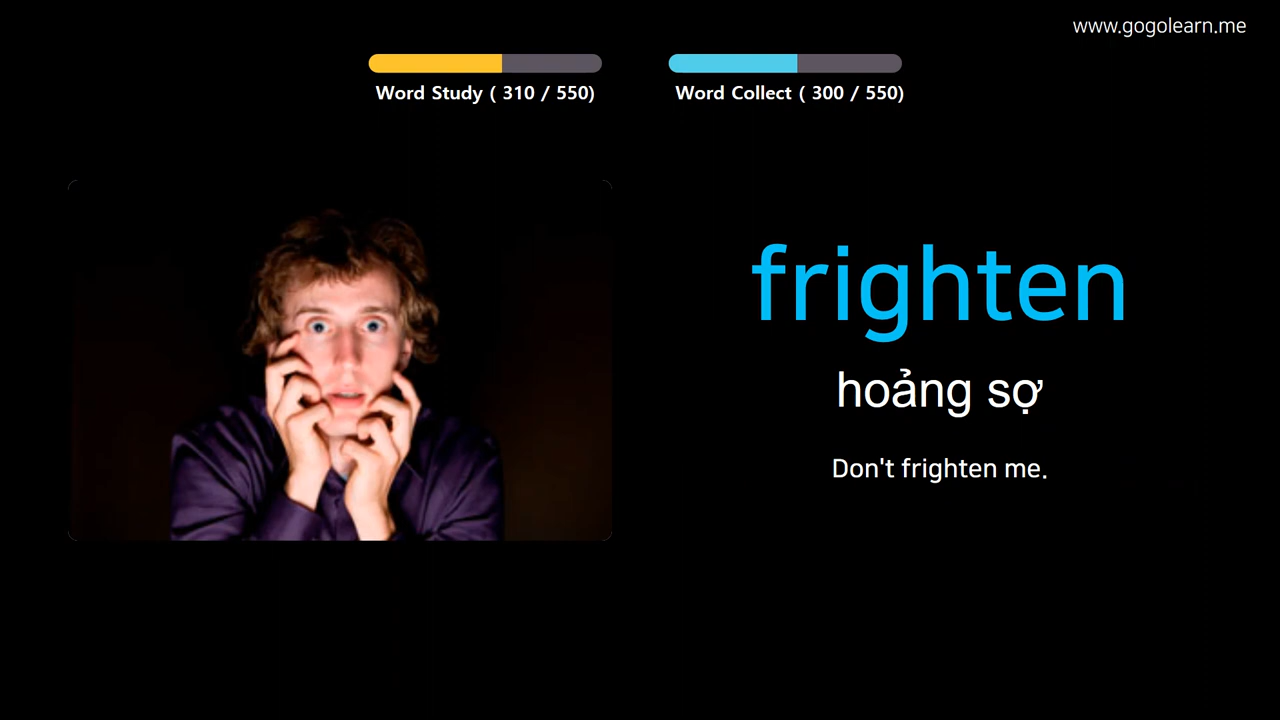 www.gogolearn.me
Word Study ( 310 / 550)
Word Collect ( 300 / 550)
frighten
hoảng sợ
Don't frighten me.